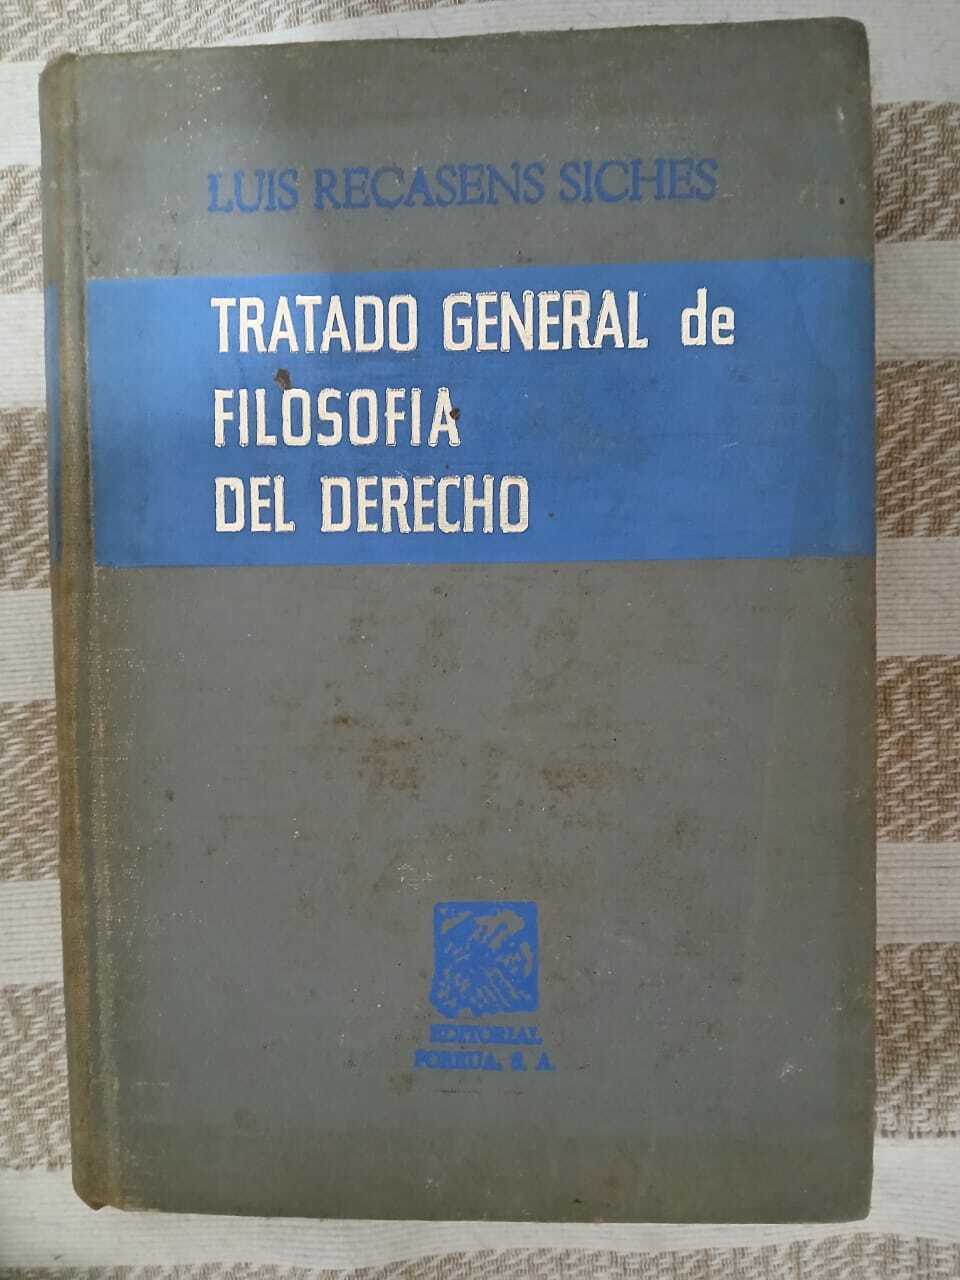 LUIS RECASENS SICHES
TRATADO GENERAL de
FILOSOFIA
DEL DERECHO
EDITORIAL
PORRUA, S. A.